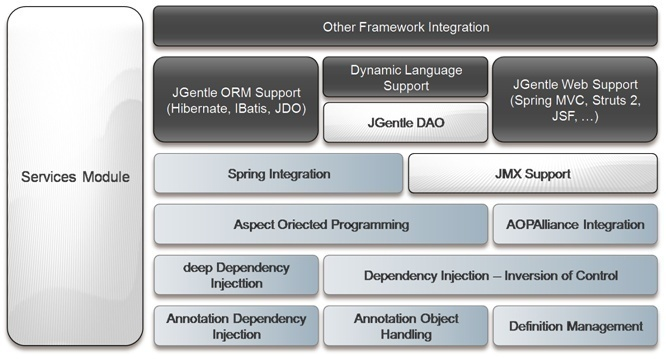 Services Module
Other Framework Integration
JGentle ORM Support
(Hibernate, IBatis, JDO)
Dynamic Language
Support
JGentle DAO
JGentle Web Support
(Spring MVC, Struts 2,
JSF, ...)
Spring Integration
JMX Support
Aspect Oriected Programming
AOPAlliance Integration
deep Dependency
Injecttion
Dependency Injection – Inversion of Control
Annotation Dependency
Injection
Annotation Object
Handling
Definition Management